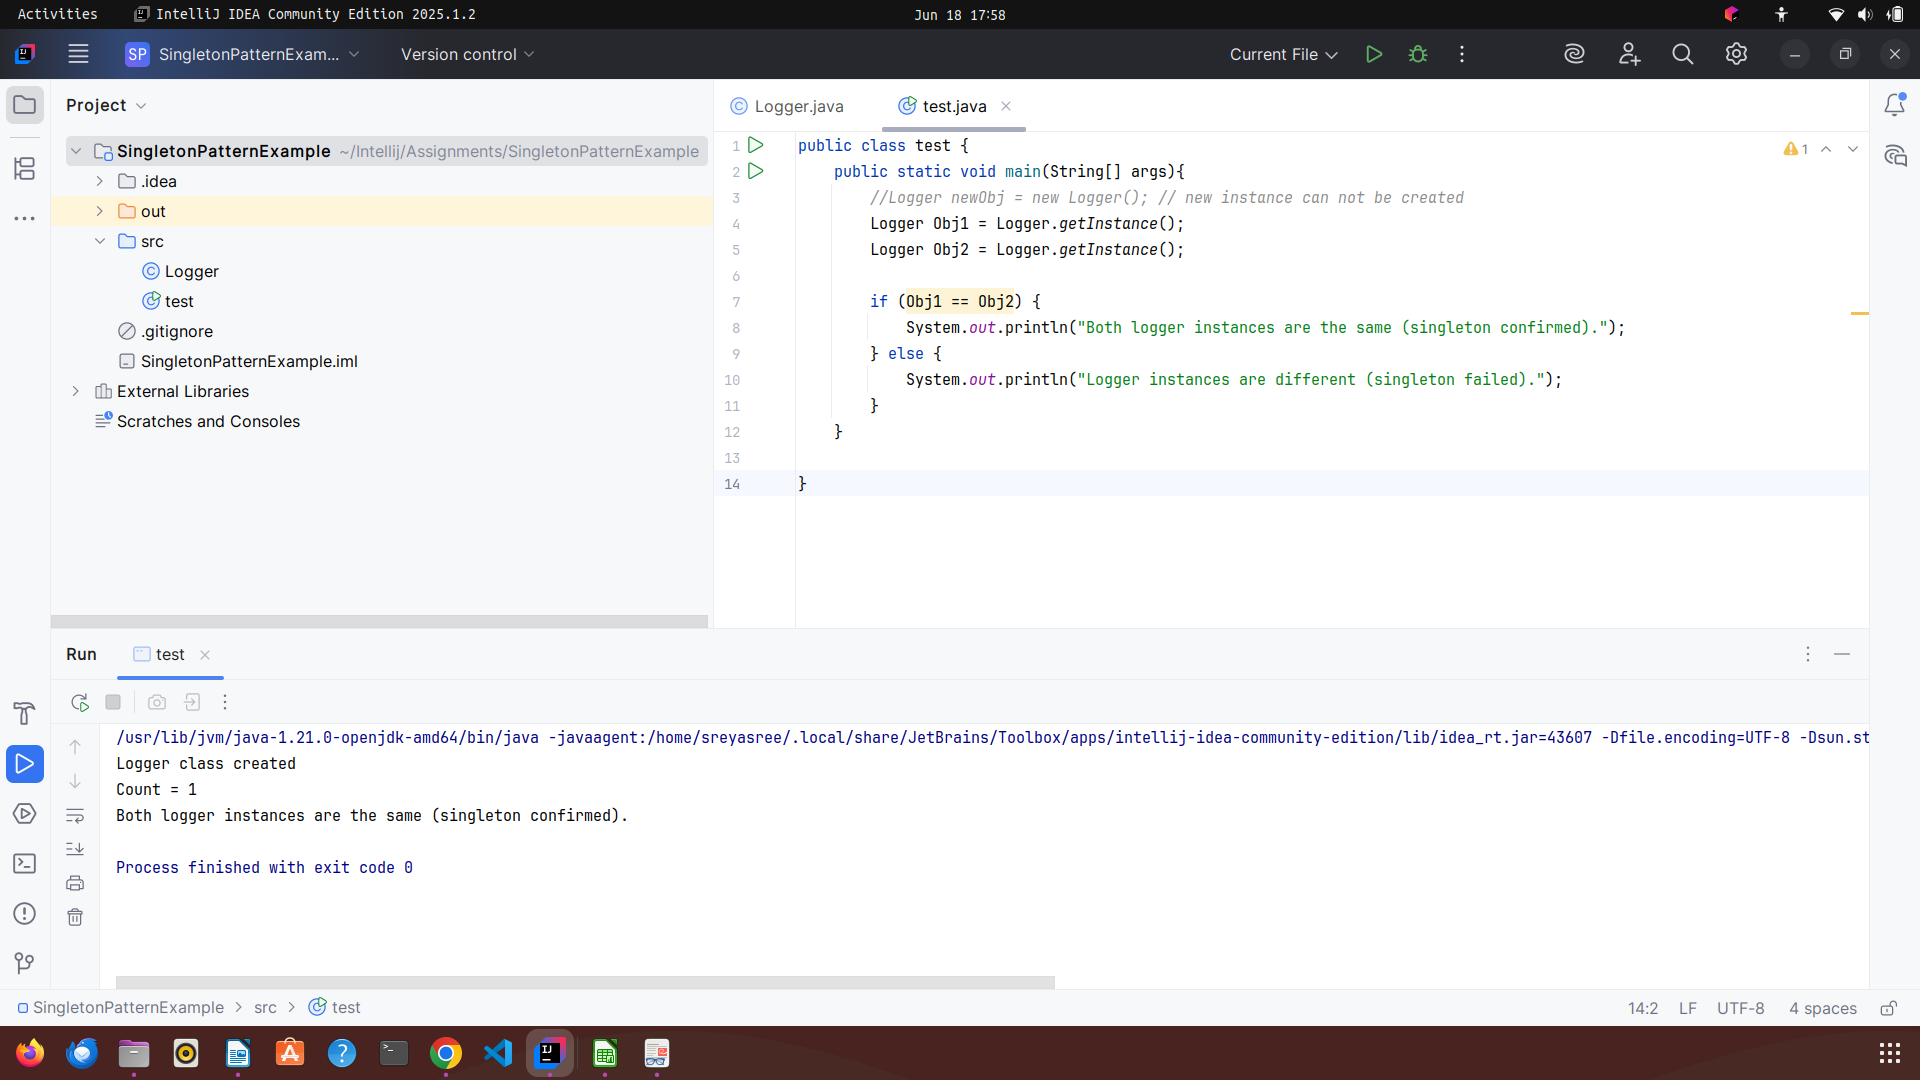 Activities
IntelliJ IDEA Community Edition 2025.1.2
Jun 18 17:58
SP SingletonPatternExam...
Version control
Current File
Project
SingletonPatternExample ~/Intellij/Assignments/SingletonPatternExample
.idea
out
src
Logger
test
.gitignore
SingletonPatternExample.iml
External Libraries
Scratches and Consoles
Logger.java
test.java
1
1 public class test {
2 public static void main(String[] args){
3 //Logger newObj = new Logger(); // new instance can not be created
4 Logger Obj1 = Logger.getInstance();
5 Logger Obj2 = Logger.getInstance();
6
7 if (Obj1 == Obj2) {
8 System.out.println("Both logger instances are the same (singleton confirmed).");
9 } else {
10 System.out.println("Logger instances are different (singleton failed).");
11 }
12 }
13
14 }
Run
test
/usr/lib/jvm/java-1.21.0-openjdk-amd64/bin/java -javaagent:/home/sreyasree/.local/share/JetBrains/Toolbox/apps/intellij-idea-community-edition/lib/idea_rt.jar=43607 -Dfile.encoding=UTF-8 -Dsun.st
Logger class created
Count = 1
Both logger instances are the same (singleton confirmed).
Process finished with exit code 0
SingletonPatternExample > src > test
14:2 LF UTF-8 4 spaces